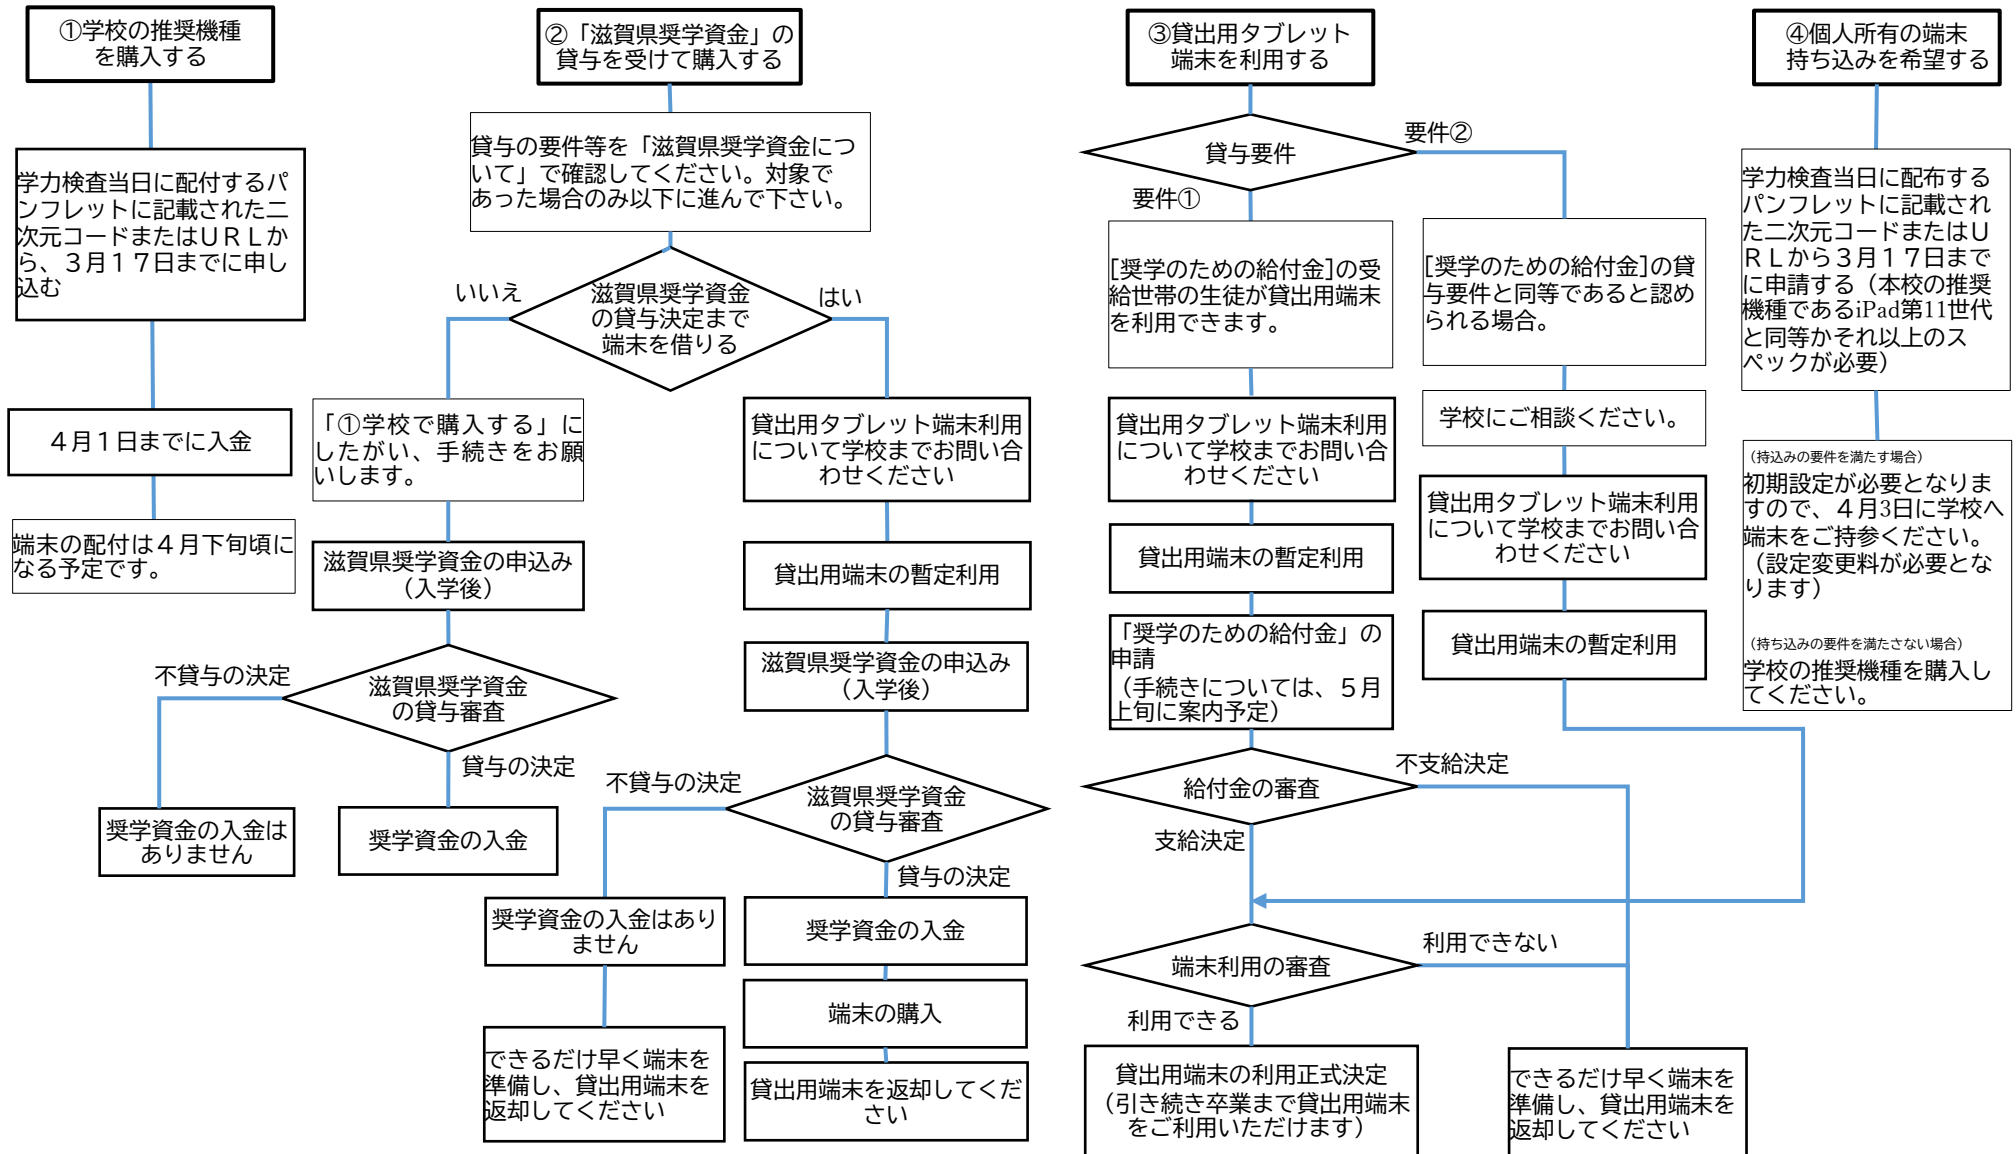 ①学校の推奨機種
を購入する
学力検査当日に配付するパ
ンフレットに記載された二
次元コードまたはＵＲＬか
ら、３月１７日までに申し
込む
４月１日までに入金
端末の配付は４月下旬頃に
なる予定です。
②「滋賀県奨学資金」の
貸与を受けて購入する
貸与の要件等を「滋賀県奨学資金につ
いて」で確認してください。対象で
あった場合のみ以下に進んで下さい。
滋賀県奨学資金
の貸与決定まで
端末を借りる
いいえ
はい
「①学校で購入する」に
したがい、手続きをお願
いします。
滋賀県奨学資金の申込み
（入学後）
滋賀県奨学資金
の貸与審査
不貸与の決定
貸与の決定
奨学資金の入金は
ありません
奨学資金の入金
貸出用タブレット端末利用
について学校までお問い合
わせください
貸出用端末の暫定利用
滋賀県奨学資金の申込み
（入学後）
滋賀県奨学資金
の貸与審査
不貸与の決定
貸与の決定
奨学資金の入金はあり
ません
できるだけ早く端末を
準備し、貸出用端末を
返却してください
奨学資金の入金
端末の購入
貸出用端末を返却してくだ
さい
③貸出用タブレット
端末を利用する
貸与要件
要件①
要件②
[奨学のための給付金]の受
給世帯の生徒が貸出用端末
を利用できます。
貸出用タブレット端末利用
について学校までお問い合
わせください
貸出用端末の暫定利用
「奨学のための給付金」の
申請
（手続きについては、５月
上旬に案内予定）
給付金の審査
不支給決定
支給決定
端末利用の審査
利用できない
利用できる
貸出用端末の利用正式決定
（引き続き卒業まで貸出用端末
をご利用いただけます）
[奨学のための給付金]の貸
与要件と同等であると認め
られる場合。
学校にご相談ください。
貸出用タブレット端末利用
について学校までお問い合
わせください
貸出用端末の暫定利用
できるだけ早く端末を
準備し、貸出用端末を
返却してください
④個人所有の端末
持ち込みを希望する
学力検査当日に配布する
パンフレットに記載され
た二次元コードまたはＵ
ＲＬから３月１７日まで
に申請する（本校の推奨
機種であるiPad第11世代
と同等かそれ以上のス
ペックが必要）
（持込みの要件を満たす場合）
初期設定が必要となりま
すので、４月3日に学校へ
端末をご持参ください。
（設定変更料が必要とな
ります）
（持ち込みの要件を満たさない場合）
学校の推奨機種を購入し
てください。